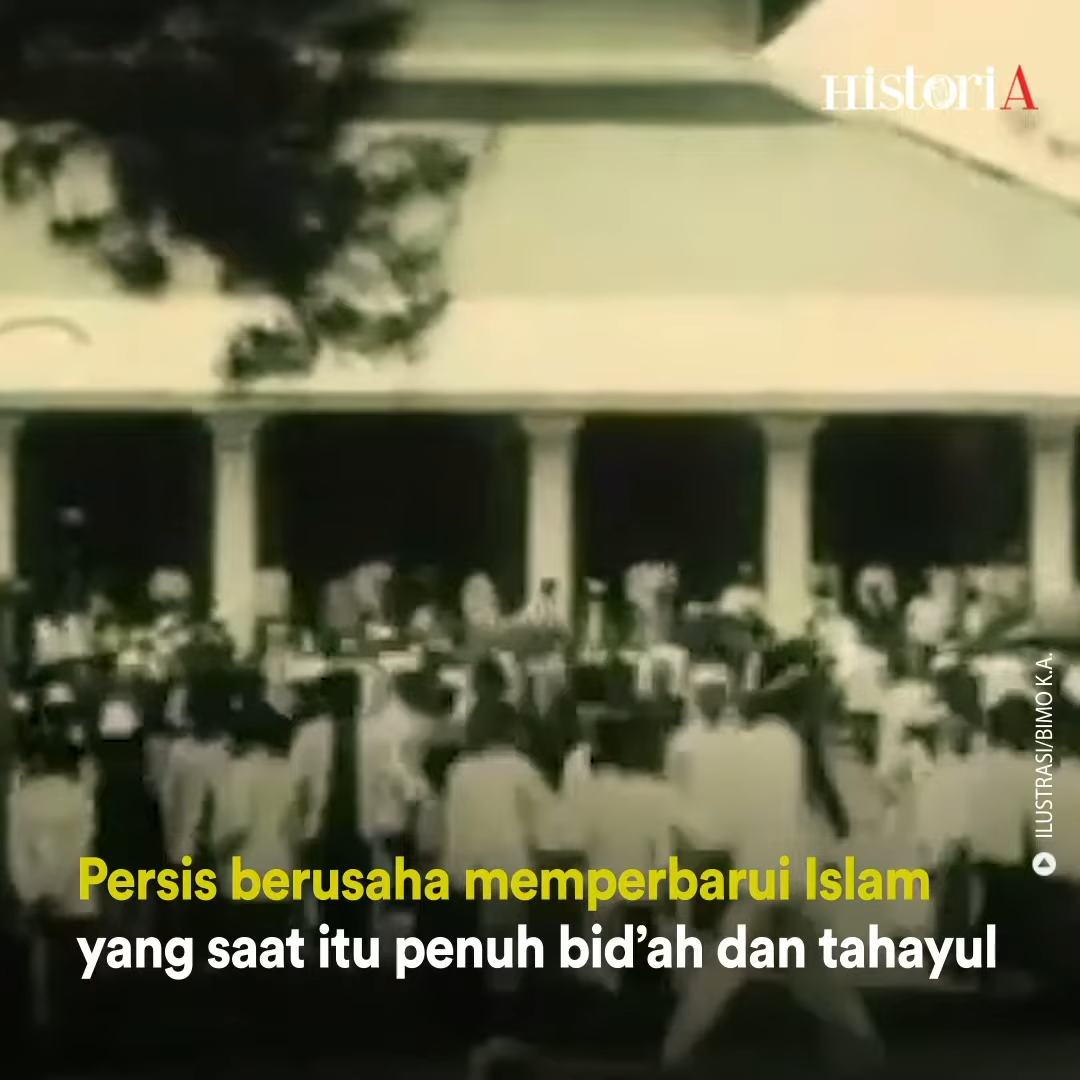 HistoriA
ILUSTRASI/BIMO K.A.
Persis berusaha memperbarui Islam
yang saat itu penuh bid’ah dan tahayul